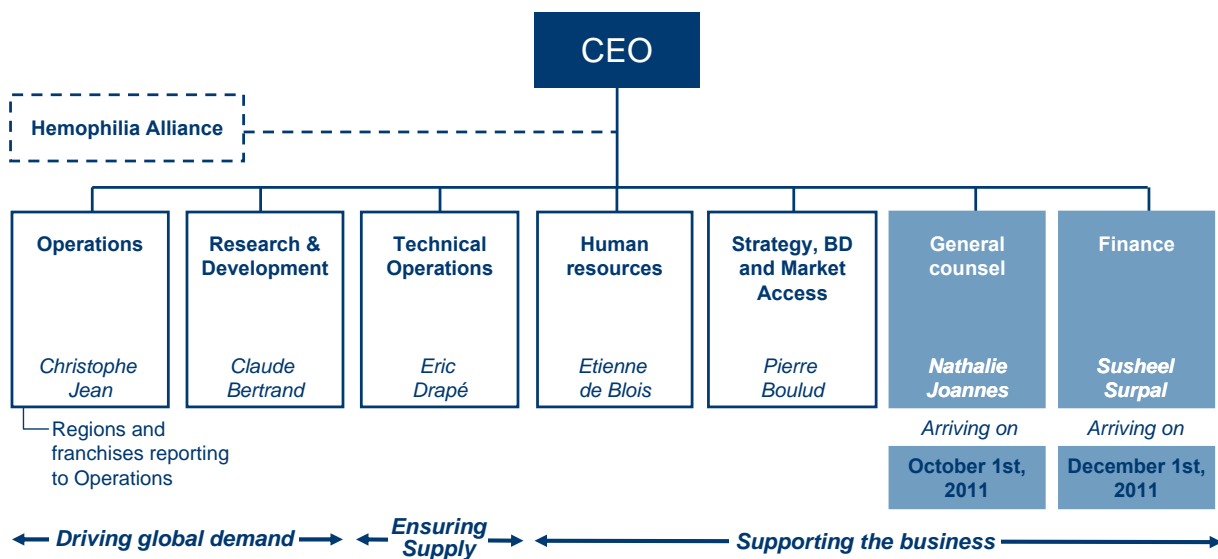 CEO
Hemophilia Alliance
Operations
Christophe
Jean
Research &
Development
Claude
Bertrand
Technical
Operations
Eric
Drapé
Human
resources
Etienne
de Blois
Strategy, BD
and Market
Access
Pierre
Boulud
General
counsel
Nathalie
Joannes
Finance
Susheel
Surpal
Regions and
franchises reporting
to Operations
Arriving on
October 1st,
2011
Arriving on
December 1st,
2011
Driving global demand
Ensuring
Supply
Supporting the business